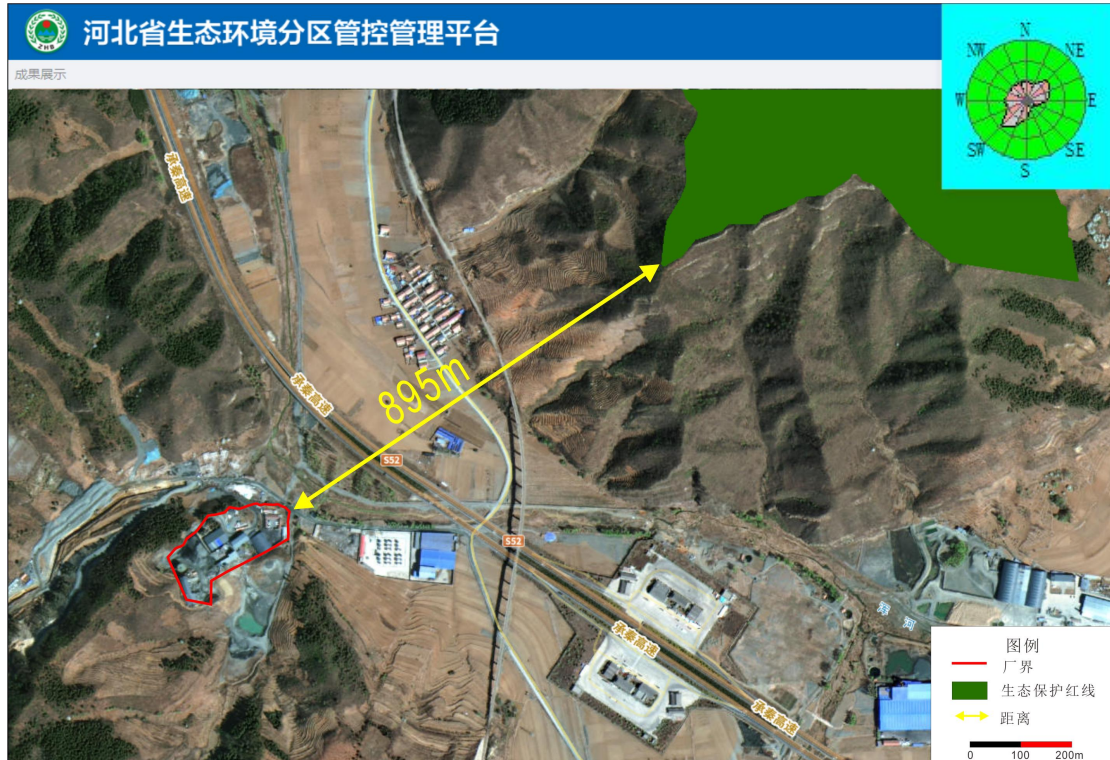 ZHB
河北省生态环境分区管控管理平台
成果展示
N
NW
NE
W
E
SW
SE
S
承秦高速
895m
承秦高速
S52
S52
浑河
承秦高速
承秦高速
图例
厂界
生态保护红线
距离
0 100 200m